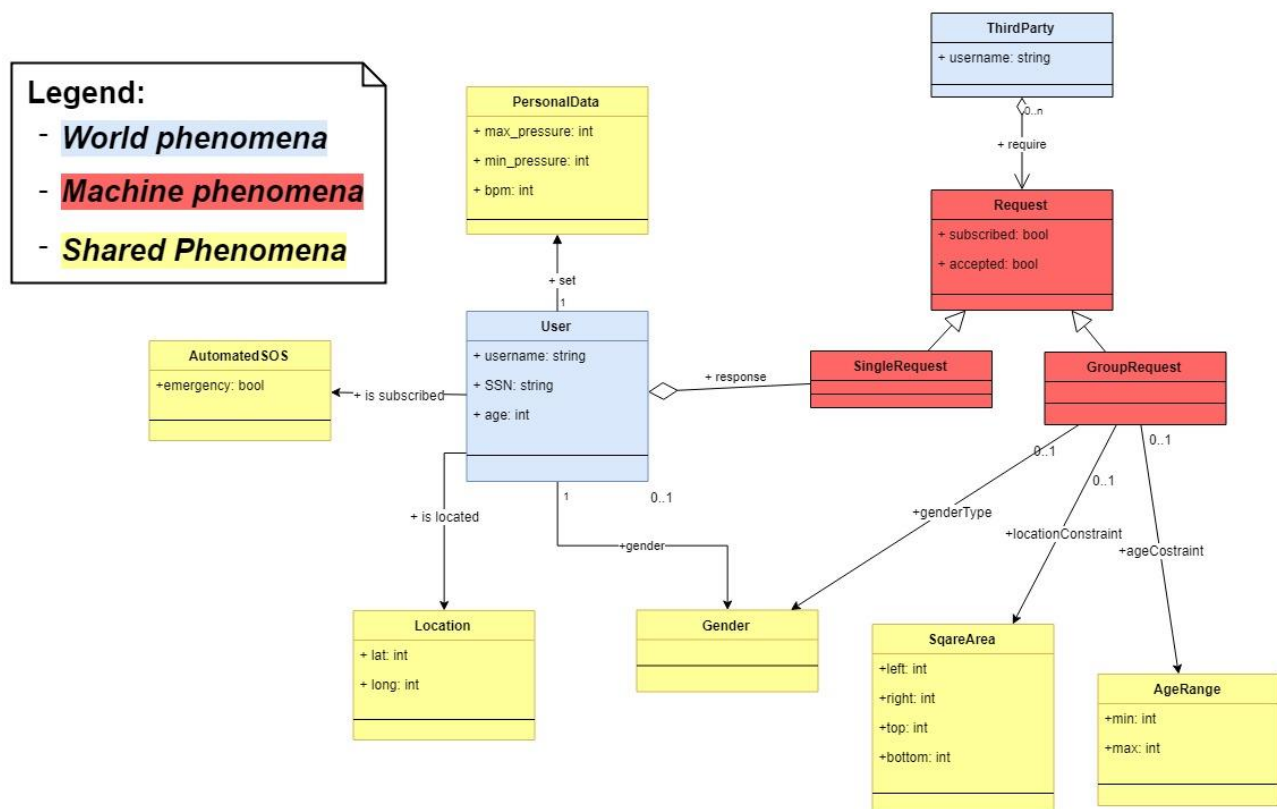 Legend:
- World phenomena
- Machine phenomena
- Shared Phenomena
ThirdParty
+ username: string
0..n
+ require
PersonalData
+ max_pressure: int
+ min_pressure: int
+ bpm: int
Request
+ subscribed: bool
+ accepted: bool
+ set
1
User
+ username: string
+ SSN: string
+ age: int
AutomatedSOS
+emergency: bool
+ is subscribed
+ response
SingleRequest
GroupRequest
0..1
0..1
0..1
1
0..1
+ is located
+gender
+genderType
+locationConstraint
+ageCostraint
Location
+ lat: int
+ long: int
Gender
SqareArea
+left: int
+right: int
+top: int
+bottom: int
AgeRange
+min: int
+max: int